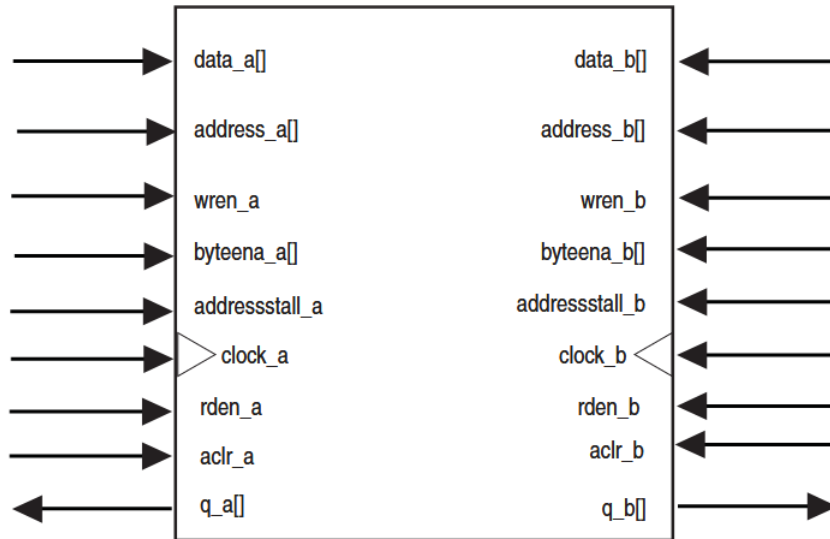 data_a[] data_b[]
address_a[] address_b[]
wren_a wren_b
byteena_a[] byteena_b[]
addressstall_a addressstall_b
clock_a clock_b
rden_a rden_b
aclr_a aclr_b
q_a[] q_b[]